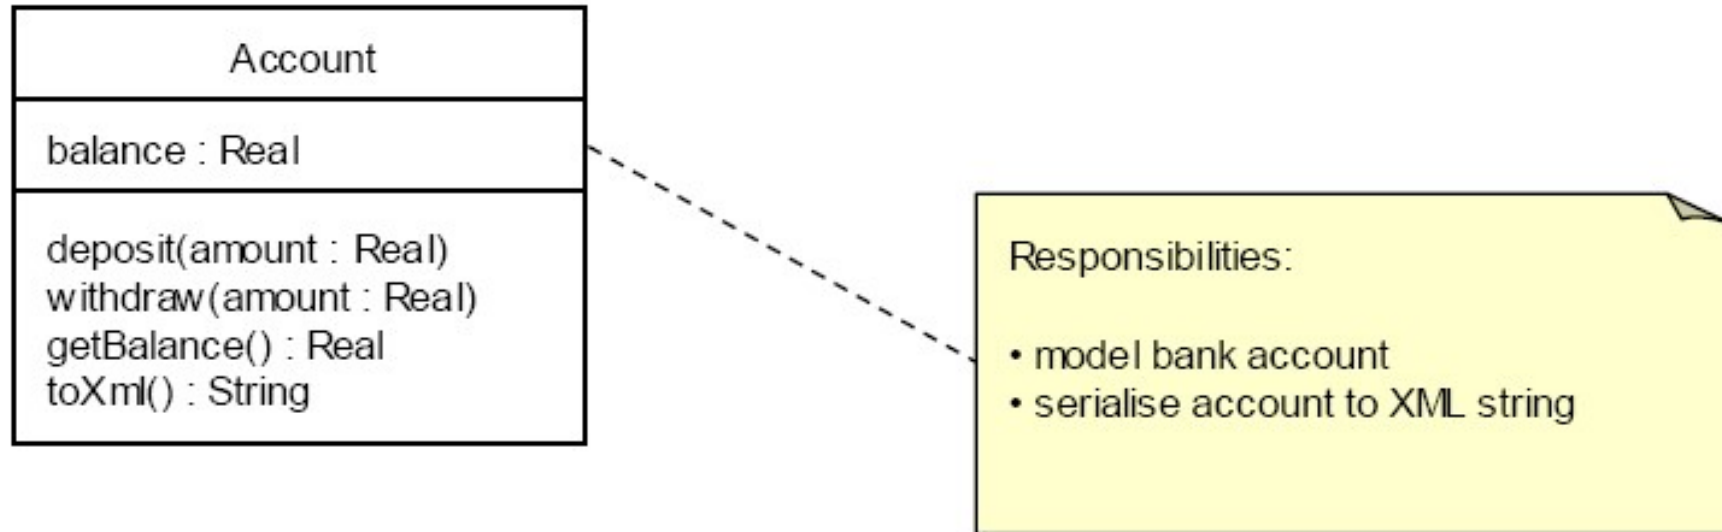 Account
balance : Real
deposit(amount : Real)
withdraw(amount : Real)
getBalance() : Real
toXml() : String
Responsibilities:
• model bank account
• serialise account to XML string